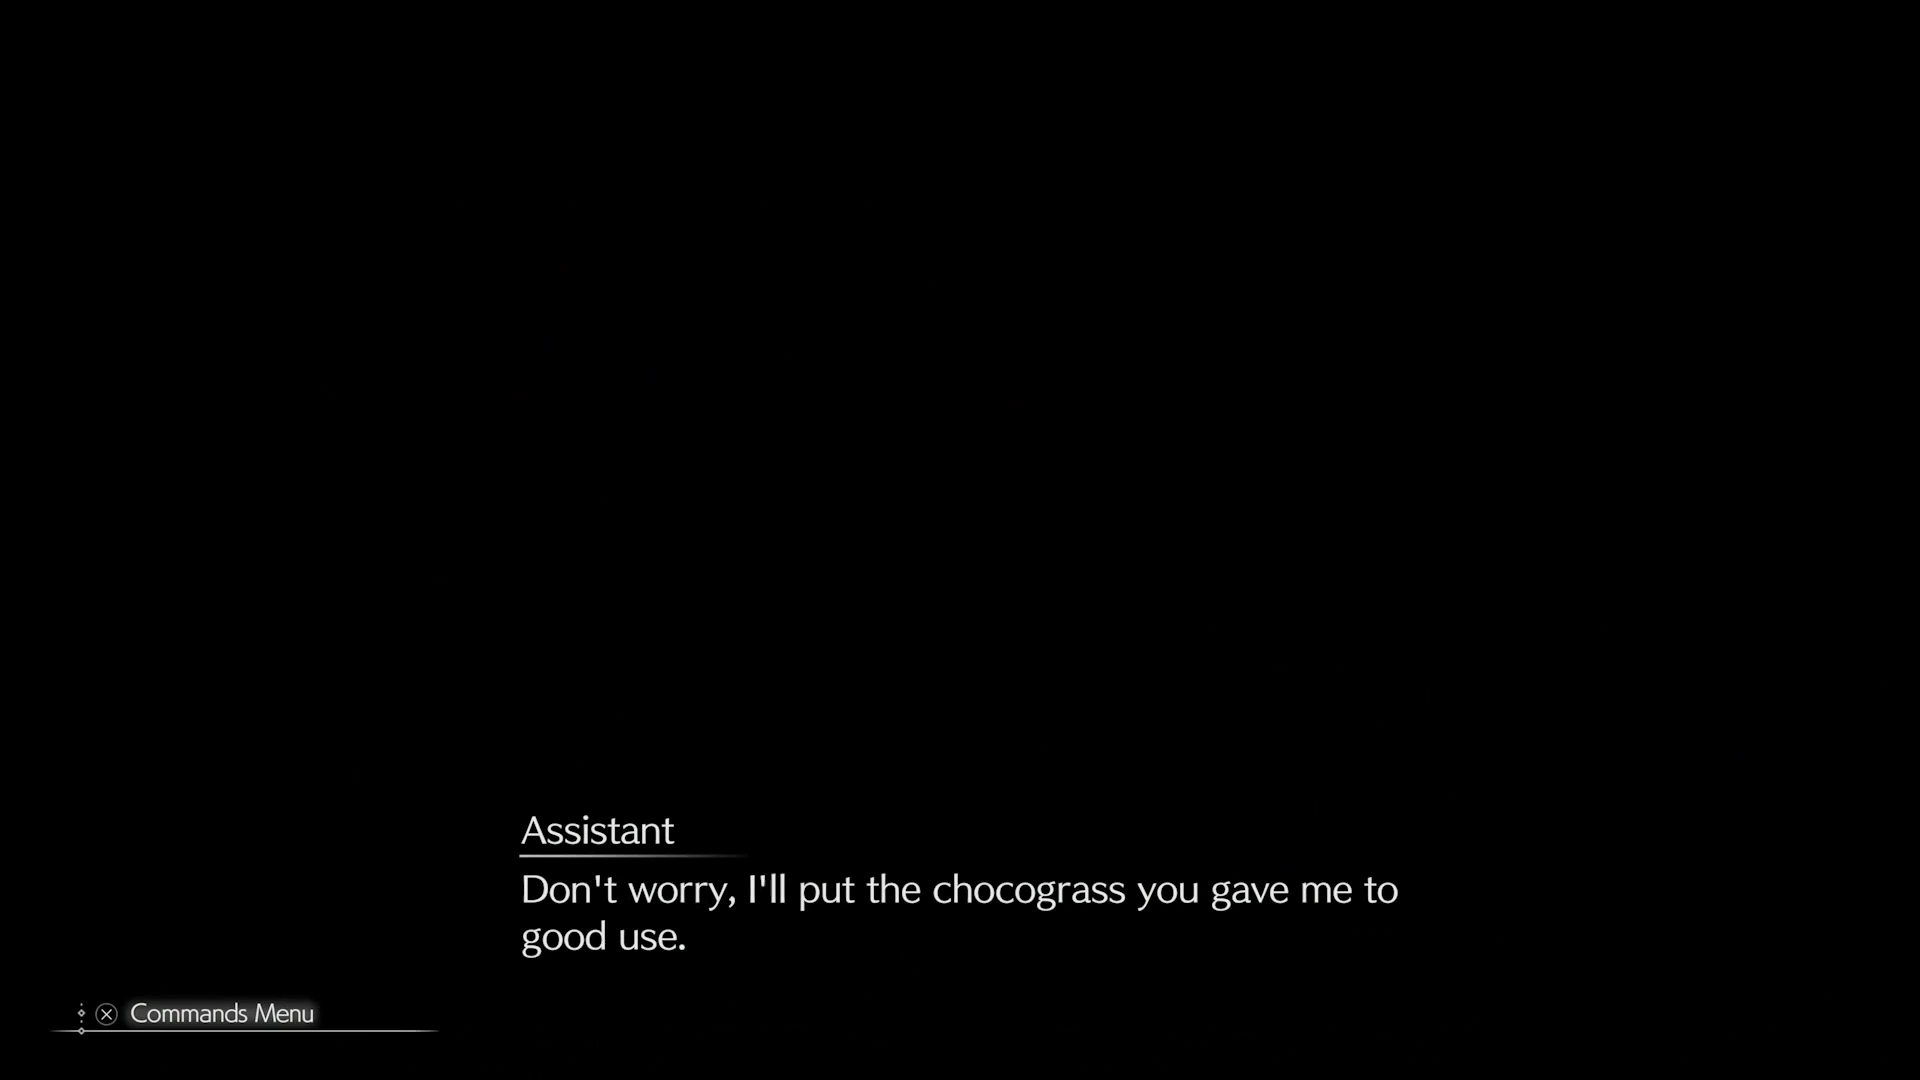 Assistant
Don't worry, I'll put the chocograss you gave me to
good use.
Commands Menu